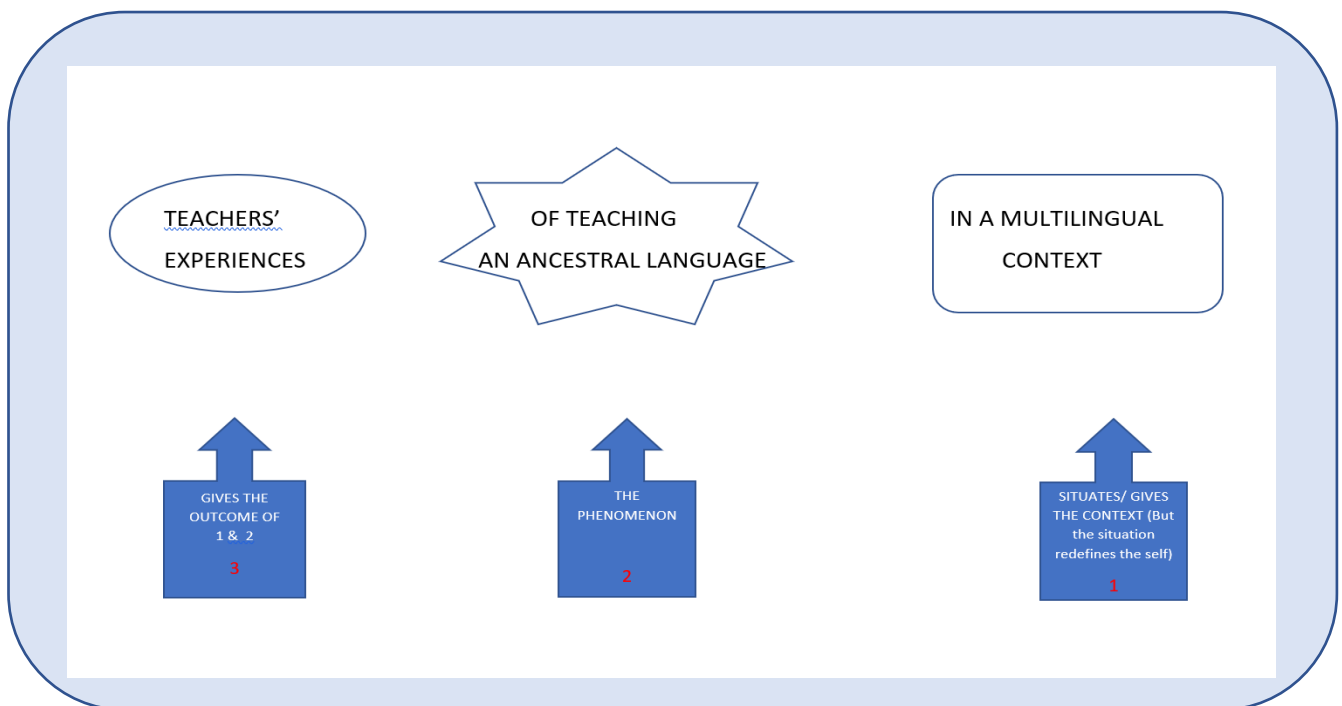 TEACHERS’
EXPERIENCES
OF TEACHING
AN ANCESTRAL LANGUAGE
IN A MULTILINGUAL
CONTEXT
GIVES THE
OUTCOME OF
1 & 2
3
THE
PHENOMENON
2
SITUATES/ GIVES
THE CONTEXT (But
the situation
redefines the self)
1